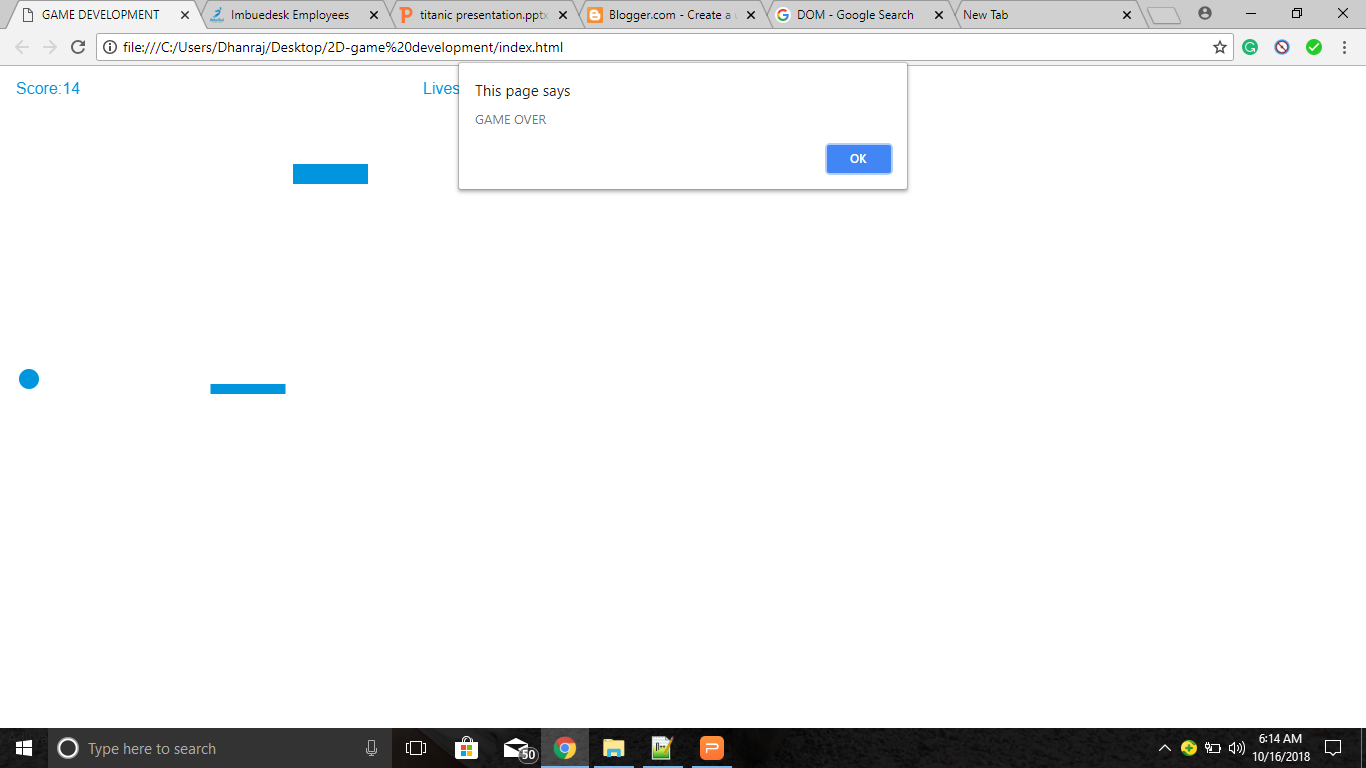 GAME DEVELOPMENT
Imbuedesk Employees
titanic presentation.pptx
Blogger.com - Create a
DOM - Google Search
New Tab
file:///C:/Users/Dhanraj/Desktop/2D-game%20development/index.html
Score:14
Lives
This page says
GAME OVER
OK
Type here to search
50
6:14 AM
10/16/2018